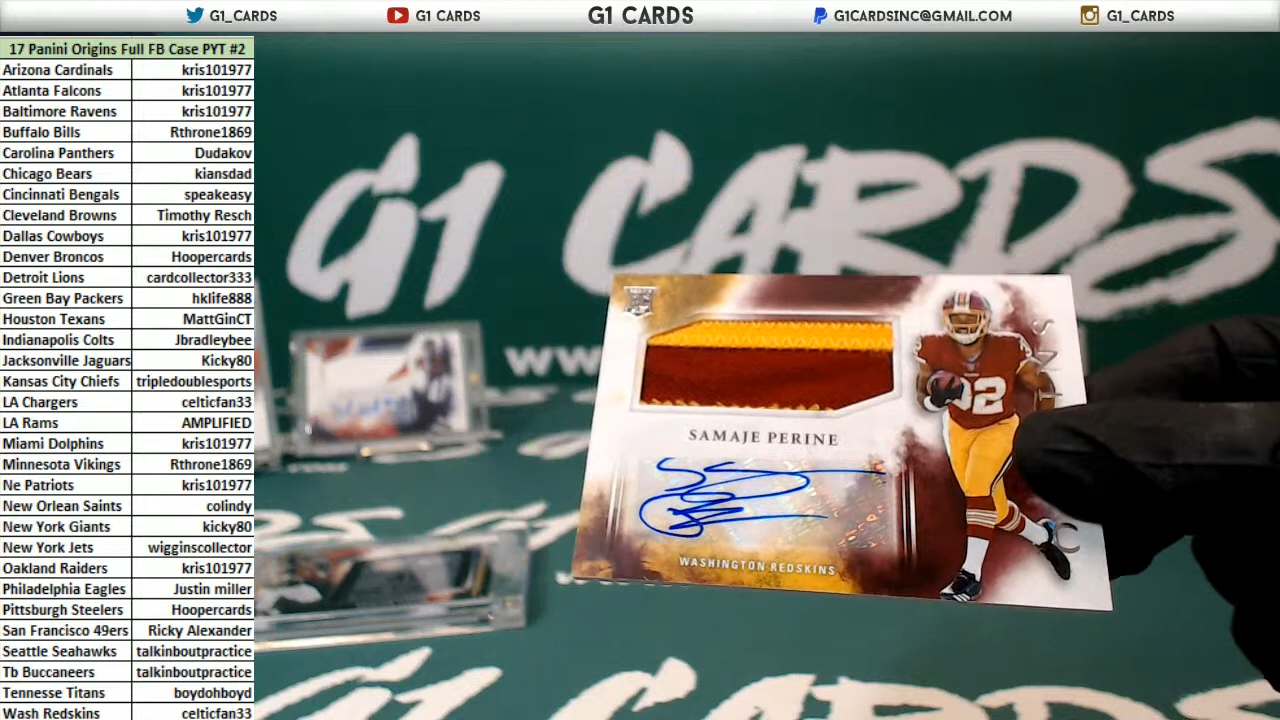 G1_CARDS G1 CARDS G1 CARDS G1CARDSINC@GMAIL.COM G1_CARDS
17 Panini Origins Full FB Case PYT #2
Arizona Cardinals kris101977
Atlanta Falcons kris101977
Baltimore Ravens kris101977
Buffalo Bills Rthrone1869
Carolina Panthers Dudakov
Chicago Bears kiansdad
Cincinnati Bengals speakeasy
Cleveland Browns Timothy Resch
Dallas Cowboys kris101977
Denver Broncos Hoopercards
Detroit Lions cardcollector333
Green Bay Packers hklife888
Houston Texans MattGinCT
Indianapolis Colts Jbradleybee
Jacksonville Jaguars Kicky80
Kansas City Chiefs tripledoublesports
LA Chargers celticfan33
LA Rams AMPLIFIED
Miami Dolphins kris101977
Minnesota Vikings Rthrone1869
Ne Patriots kris101977
New Orlean Saints colindy
New York Giants kicky80
New York Jets wigginscollector
Oakland Raiders kris101977
Philadelphia Eagles Justin miller
Pittsburgh Steelers Hoopercards
San Francisco 49ers Ricky Alexander
Seattle Seahawks talkinboutpractice
Tb Buccaneers talkinboutpractice
Tennesse Titans boydohboyd
Wash Redskins celticfan33
G1 CARDS
www
RC
32
SAMAJE PERINE
WASHINGTON REDSKINS
G1 CARDS